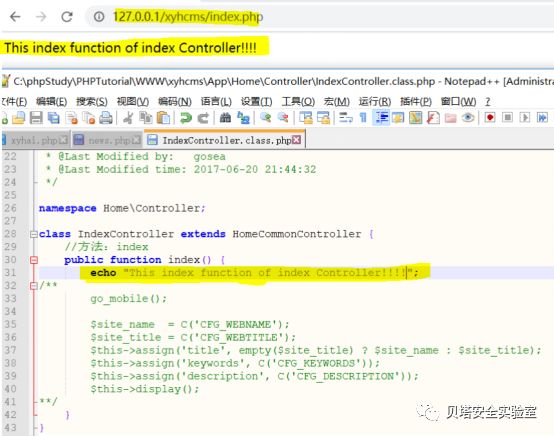 127.0.0.1/xyhcms/index.php
This index function of index Controller!!!!
C:\phpStudy\PHPTutorial\WWW\xyhcms\App\Home\Controller\IndexController.class.php - Notepad++ [Administra
文件(F) 编辑(E) 搜索(S) 视图(V) 编码(N) 语言(L) 设置(T) 工具(O) 宏(M) 运行(R) 插件(P) 窗口(W) ?
xyhai.php news.php IndexController.class.php
22 * @Last Modified by: gosea
23 * @Last Modified time: 2017-06-20 21:44:32
24 */
25
26 namespace Home\Controller;
27
28 class IndexController extends HomeCommonController {
29 //方法：index
30 public function index() {
31 echo "This index function of index Controller!!!!";
32 /**
33 go_mobile();
34
35 $site_name = C('CFG_WEBNAME');
36 $site_title = C('CFG_WEBTITLE');
37 $this->assign('title', empty($site_title) ? $site_name : $site_title);
38 $this->assign('keywords', C('CFG_KEYWORDS'));
39 $this->assign('description', C('CFG_DESCRIPTION'));
40 $this->display();
41 **/
42 }
43 }
贝塔安全实验室